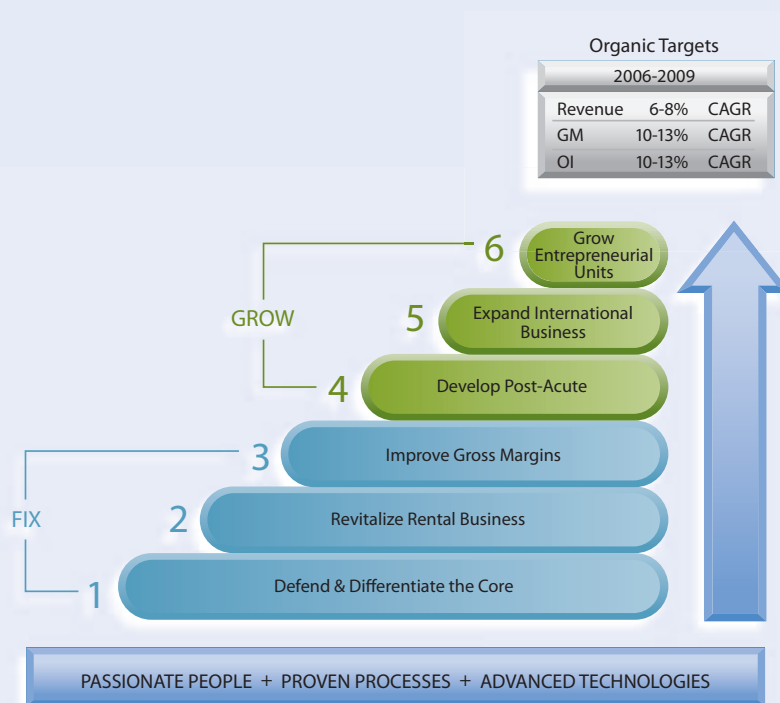 Organic Targets
2006-2009
Revenue 6-8% CAGR
GM 10-13% CAGR
OI 10-13% CAGR
6 Grow
Entrepreneurial
Units
GROW
5 Expand International
Business
4 Develop Post-Acute
3 Improve Gross Margins
FIX
2 Revitalize Rental Business
1 Defend & Differentiate the Core
PASSIONATE PEOPLE + PROVEN PROCESSES + ADVANCED TECHNOLOGIES